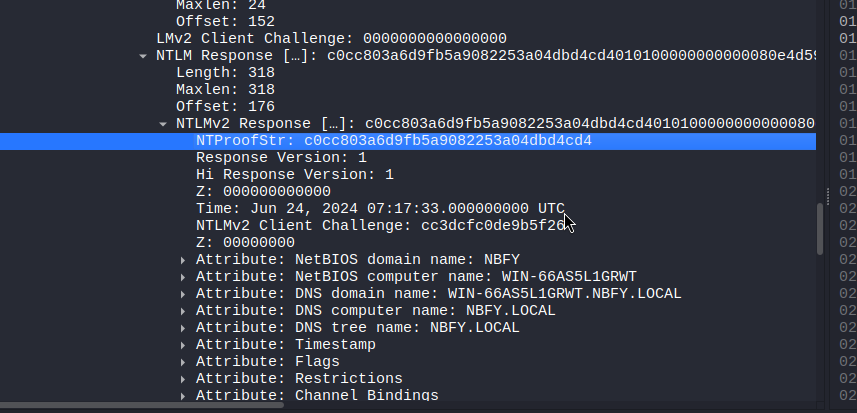 Maxlen: 24
Offset: 152
LMv2 Client Challenge: 0000000000000000
NTLM Response […]: c0cc803a6d9fb5a9082253a04dbd4cd4010100000000000080e4d59
Length: 318
Maxlen: 318
Offset: 176
NTLMv2 Response […]: c0cc803a6d9fb5a9082253a04dbd4cd4010100000000000080
NTProofStr: c0cc803a6d9fb5a9082253a04dbd4cd4
Response Version: 1
Hi Response Version: 1
Z: 000000000000
Time: Jun 24, 2024 07:17:33.000000000 UTC
NTLMv2 Client Challenge: cc3dcfc0de9b5f26
Z: 00000000
Attribute: NetBIOS domain name: NBFY
Attribute: NetBIOS computer name: WIN-66AS5L1GRWT
Attribute: DNS domain name: WIN-66AS5L1GRWT.NBFY.LOCAL
Attribute: DNS computer name: NBFY.LOCAL
Attribute: DNS tree name: NBFY.LOCAL
Attribute: Timestamp
Attribute: Flags
Attribute: Restrictions
Attribute: Channel Bindings
01
01
01
01
01
01
01
01
01
01
01
02
02
02
02
02
02
02
02
02
02
02
02
02